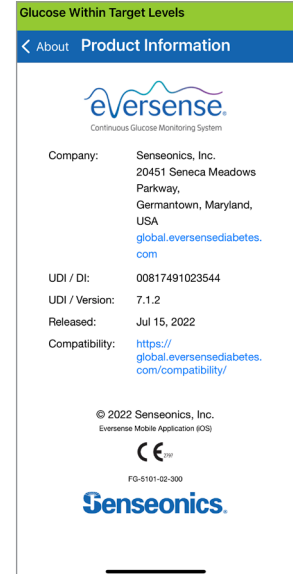 Glucose Within Target Levels
About Product Information
eversense.
Continuous Glucose Monitoring System
Company: Senseonics, Inc.
20451 Seneca Meadows
Parkway,
Germantown, Maryland,
USA
global.eversensediabetes.
com
UDI / DI: 00817491023544
UDI / Version: 7.1.2
Released: Jul 15, 2022
Compatibility: https://
global.eversensediabetes.
com/compatibility/
© 2022 Senseonics, Inc.
Eversense Mobile Application (iOS)
CE
FG-5101-02-300
Senseonics.